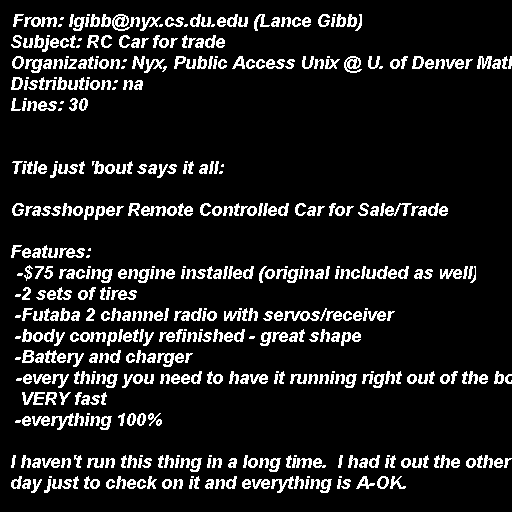 From: lgibb@nyx.cs.du.edu (Lance Gibb)
Subject: RC Car for trade
Organization: Nyx, Public Access Unix @ U. of Denver Mat
Distribution: na
Lines: 30
Title just 'bout says it all:
Grasshopper Remote Controlled Car for Sale/Trade
Features:
-$75 racing engine installed (original included as well)
-2 sets of tires
-Futaba 2 channel radio with servos/receiver
-body completly refinished - great shape
-Battery and charger
-every thing you need to have it running right out of the bo
VERY fast
-everything 100%
I haven't run this thing in a long time.  I had it out the other
day just to check on it and everything is A-OK.